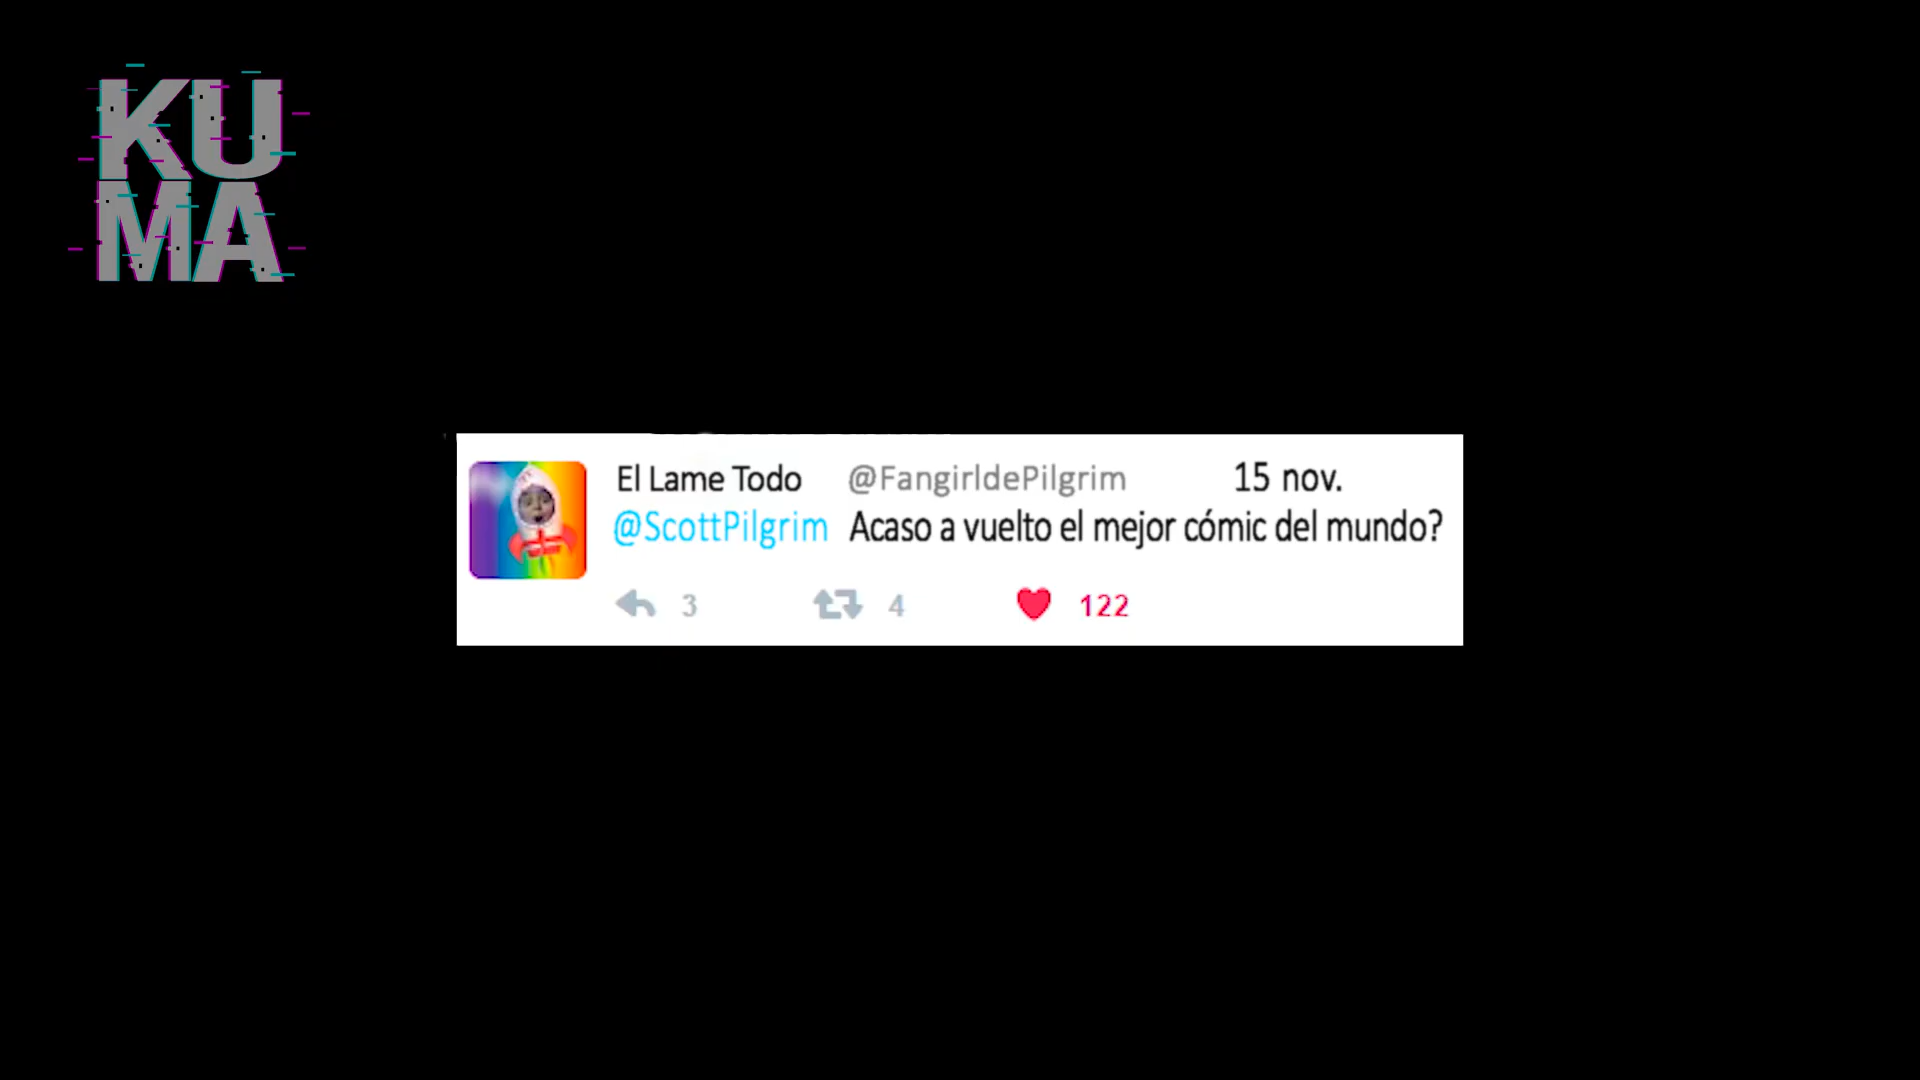 KU
MA
El Lame Todo @FangirldePilgrim 15 nov.
@ScottPilgrim Acaso a vuelto el mejor cómic del mundo?
3 4 122